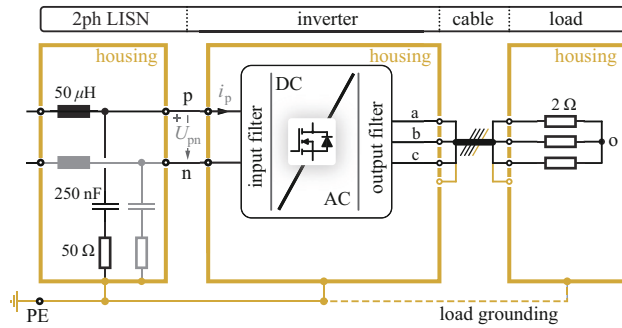 2ph LISN inverter cable load
housing housing housing
50 μH p i_p
DC
+
U_pn
2 Ω
a
b
c
o
n
input filter
output filter
250 nF
AC
50 Ω
PE
load grounding